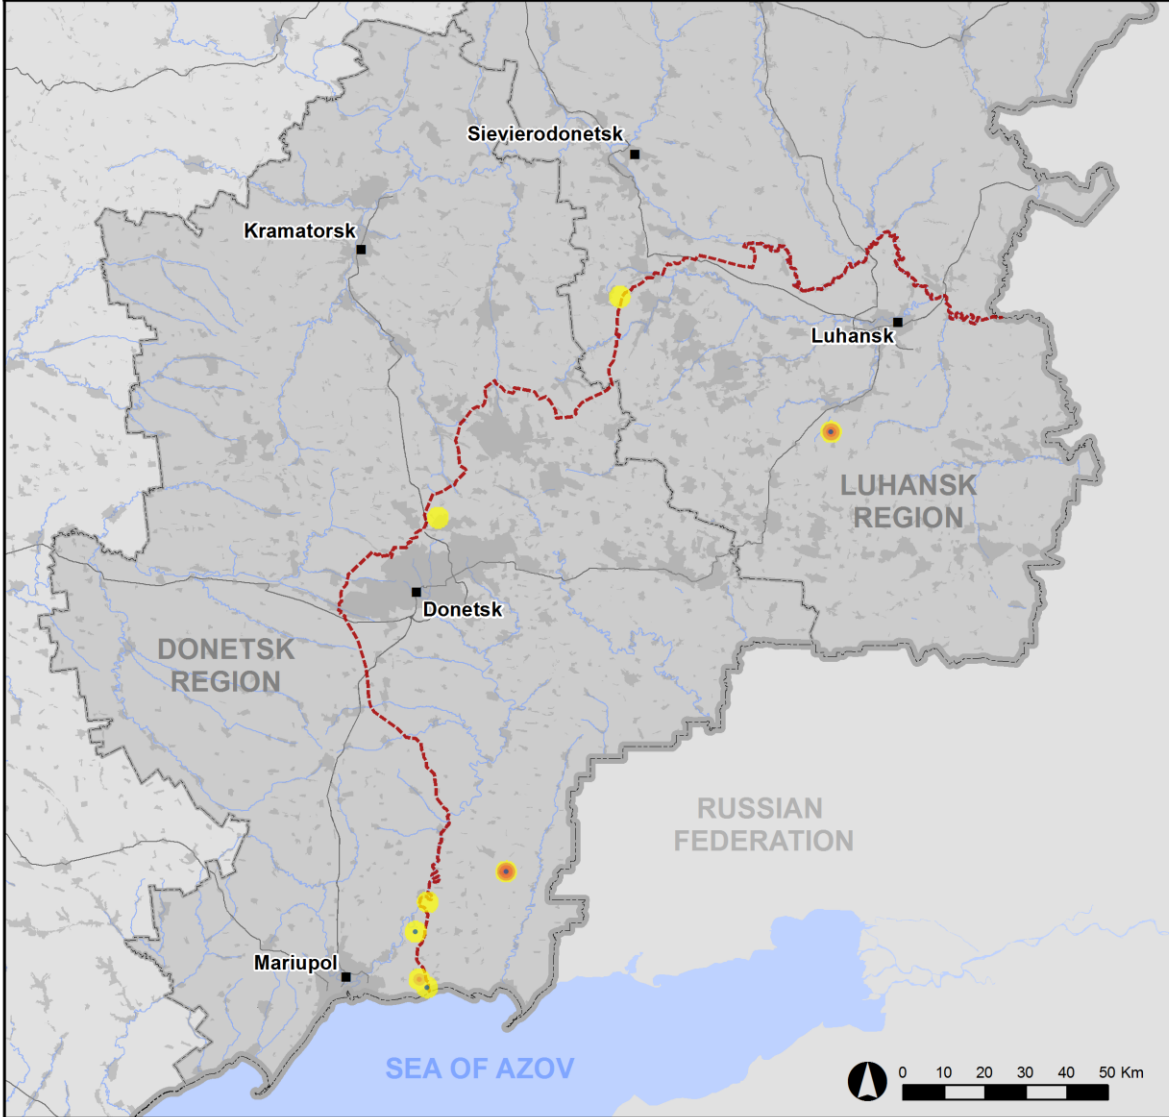 Sievierodonetsk
Kramatorsk
Luhansk
LUHANSK
REGION
Donetsk
DONETSK
REGION
RUSSIAN
FEDERATION
Mariupol
SEA OF AZOV
0 10 20 30 40 50 Km